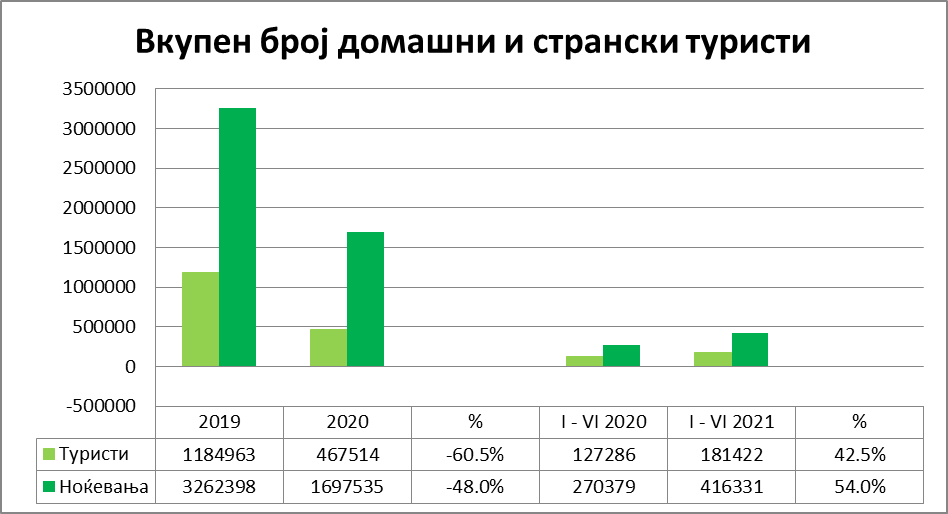 Вкупен број домашни и странски туристи
3500000
3000000
2500000
2000000
1500000
1000000
500000
0
-500000
2019 2020 % I - VI 2020 I - VI 2021 %
Туристи 1184963 467514 -60.5% 127286 181422 42.5%
Ноќевања 3262398 1697535 -48.0% 270379 416331 54.0%